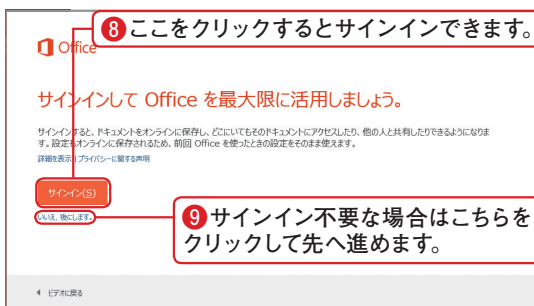 ❽ここをクリックするとサインインできます。
Office
サインインして Office を最大限に活用しましょう。
サインインすると、ドキュメントをオンラインに保存し、どこにいてもそのドキュメントにアクセスしたり、他の人と共有したりできるようになりま
す。設定もオンラインに保存されるため、前回 Office を使ったときの設定をそのまま使えます。
詳細を表示 | プライバシーに関する声明
サインイン(S)
いいえ、後にします。
❾サインイン不要な場合はこちらを
クリックして先へ進めます。
ビデオに戻る